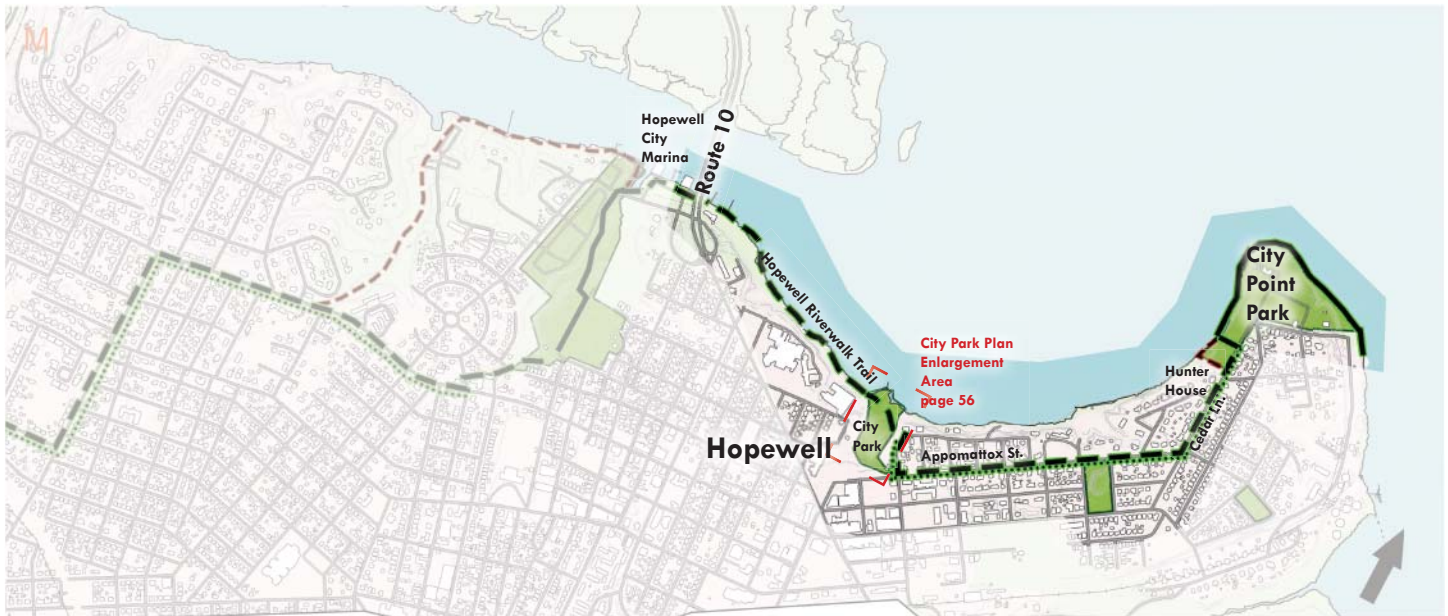 M
Hopewell
City
Marina
Route 10
Hopewell Riverwalk Trail
City Park Plan
Enlargement
Area
page 56
City
Point
Park
Hunter
House
Cedar Ln.
City
Park
Hopewell
Appomattox St.